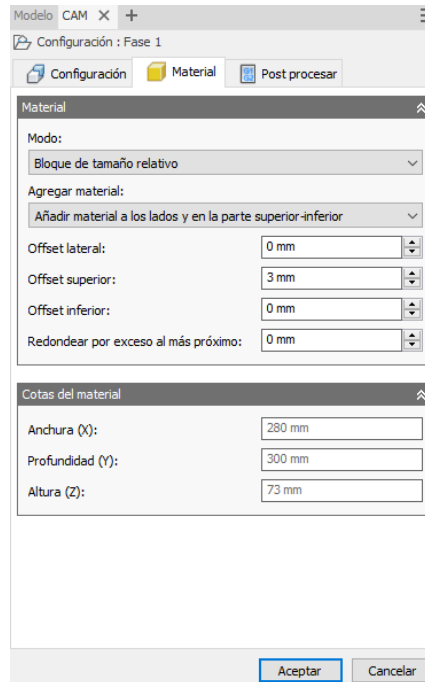 Modelo CAM
Configuración : Fase 1
Configuración Material Post procesar
Material
Modo:
Bloque de tamaño relativo
Agregar material:
Añadir material a los lados y en la parte superior-inferior
Offset lateral: 0 mm
Offset superior: 3 mm
Offset inferior: 0 mm
Redondear por exceso al más próximo: 0 mm
Cotas del material
Anchura (X): 280 mm
Profundidad (Y): 300 mm
Altura (Z): 73 mm
Aceptar Cancelar